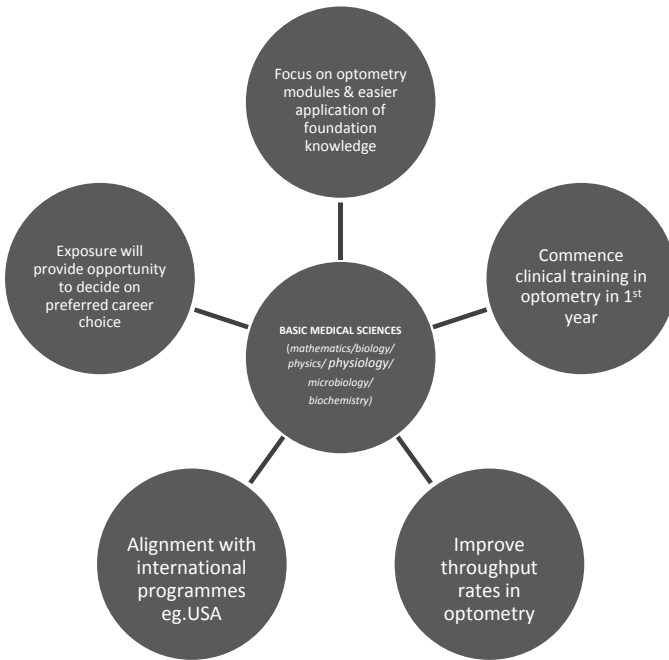 Focus on optometry
modules & easier
application of
foundation
knowledge
Exposure will
provide opportunity
to decide on
preferred career
choice
Commence
clinical training in
optometry in 1st
year
BASIC MEDICAL SCIENCES
(mathematics/biology/
physics/ physiology/
microbiology/
biochemistry)
Alignment with
international
programmes
eg.USA
Improve
throughput
rates in
optometry